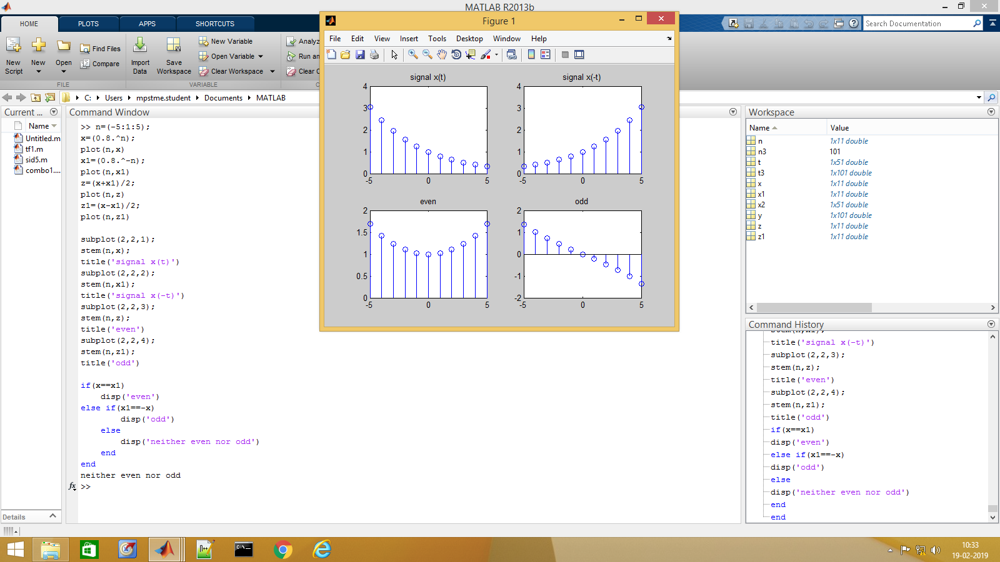 MATLAB R2013b
HOME
PLOTS
APPS
SHORTCUTS
Search Documentation
New Script
New
Open
Find Files
Compare
FILE
Import Data
Save Workspace
New Variable
Open Variable
Clear Workspace
VARIABLE
Analyz
Run an
Clear C
C:
Users
mpstme.student
Documents
MATLAB
Current ...
Name
Untitled.m
tf1.m
sid5.m
combo1....
Details
Command Window
>> n=(-5:1:5);
x=(0.8.^n);
plot(n,x)
x1=(0.8.^-n);
plot(n,x1)
z=(x+x1)/2;
plot(n,z)
z1=(x-x1)/2;
plot(n,z1)
subplot(2,2,1);
stem(n,x);
title('signal x(t)')
subplot(2,2,2);
stem(n,x1);
title('signal x(-t)')
subplot(2,2,3);
stem(n,z);
title('even')
subplot(2,2,4);
stem(n,z1);
title('odd')
if(x==x1)
disp('even')
else if(x1==-x)
disp('odd')
else
disp('neither even nor odd')
end
end
neither even nor odd
fx >>
Figure 1
File Edit View Insert Tools Desktop Window Help
signal x(t)
4
3
2
1
0
-5 0 5
signal x(-t)
4
3
2
1
0
-5 0 5
even
2
1.5
1
0.5
0
-5 0 5
odd
2
1
0
-1
-2
-5 0 5
Workspace
Name Value
n 1x11 double
n3 101
t 1x51 double
t3 1x101 double
x 1x11 double
x1 1x11 double
x2 1x51 double
y 1x101 double
z 1x11 double
z1 1x11 double
Command History
title('signal x(-t)')
subplot(2,2,3);
stem(n,z);
title('even')
subplot(2,2,4);
stem(n,z1);
title('odd')
if(x==x1)
disp('even')
else if(x1==-x)
disp('odd')
else
disp('neither even nor odd')
end
end
10:33
19-02-2019